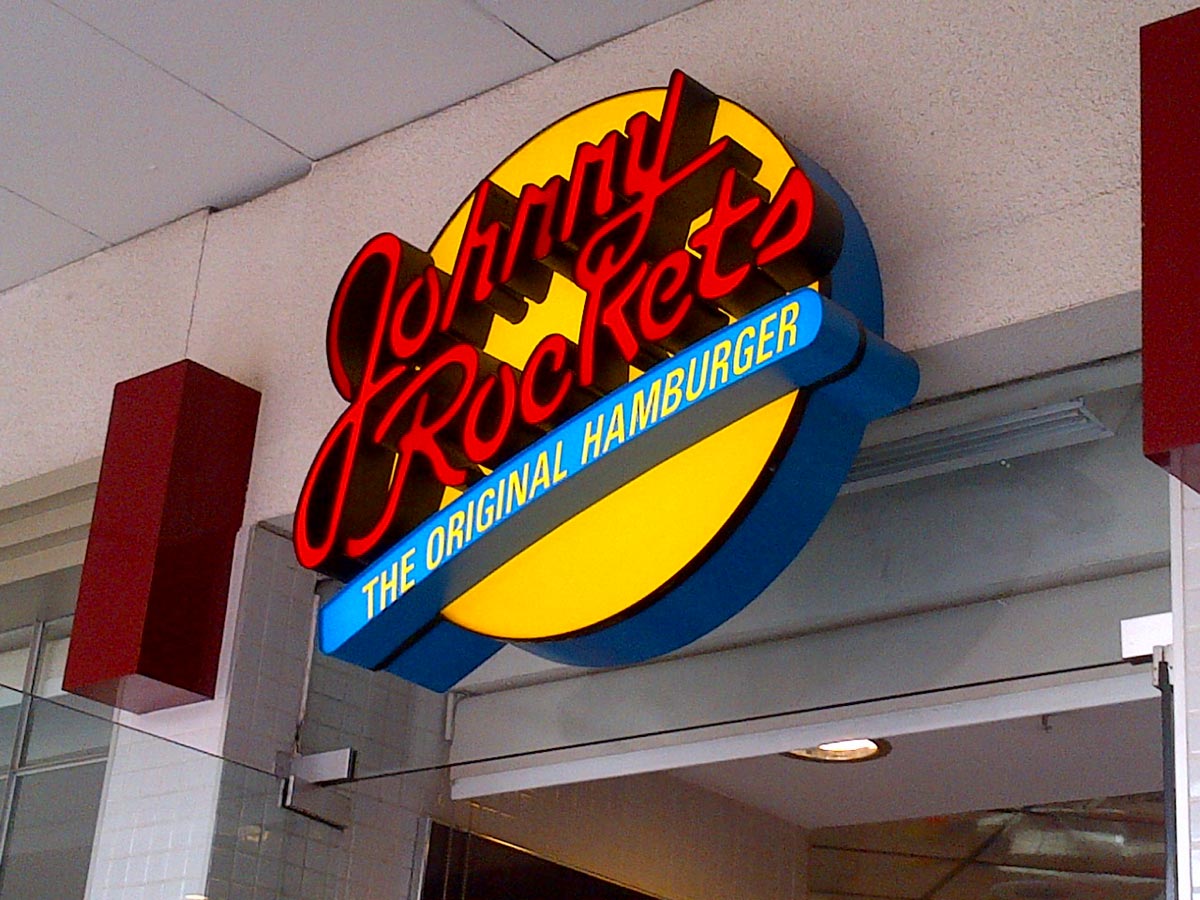 Johnny
Rockets
THE ORIGINAL HAMBURGER